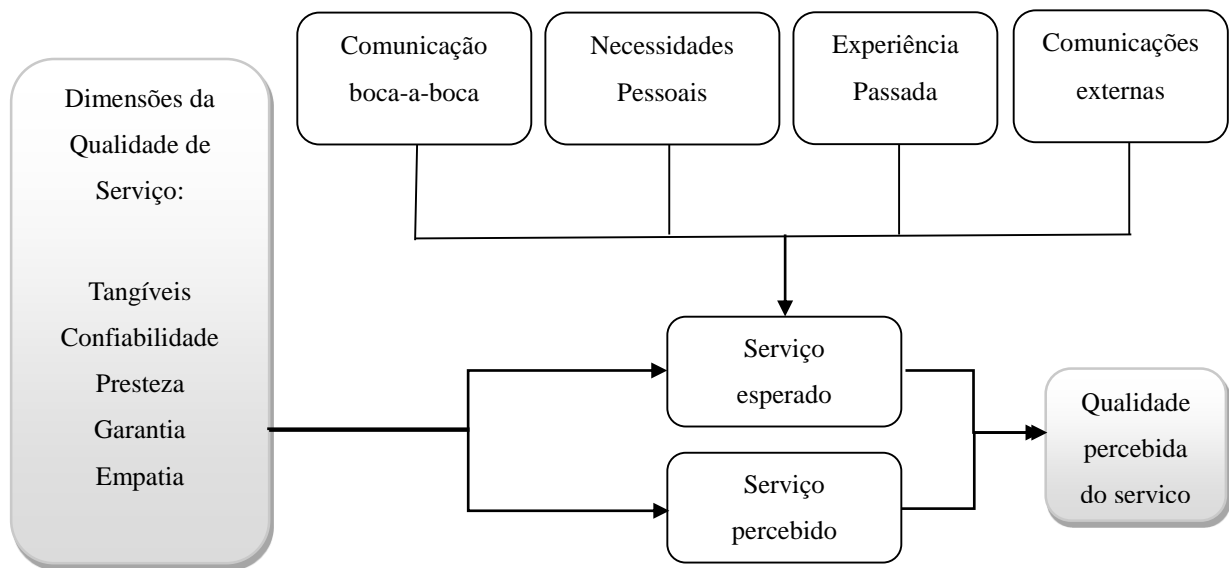 Comunicação
boca-a-boca
Necessidades
Pessoais
Experiência
Passada
Comunicações
externas
Dimensões da
Qualidade de
Serviço:
Tangíveis
Confiabilidade
Presteza
Garantia
Empatia
Serviço
esperado
Serviço
percebido
Qualidade
percebida
do servico